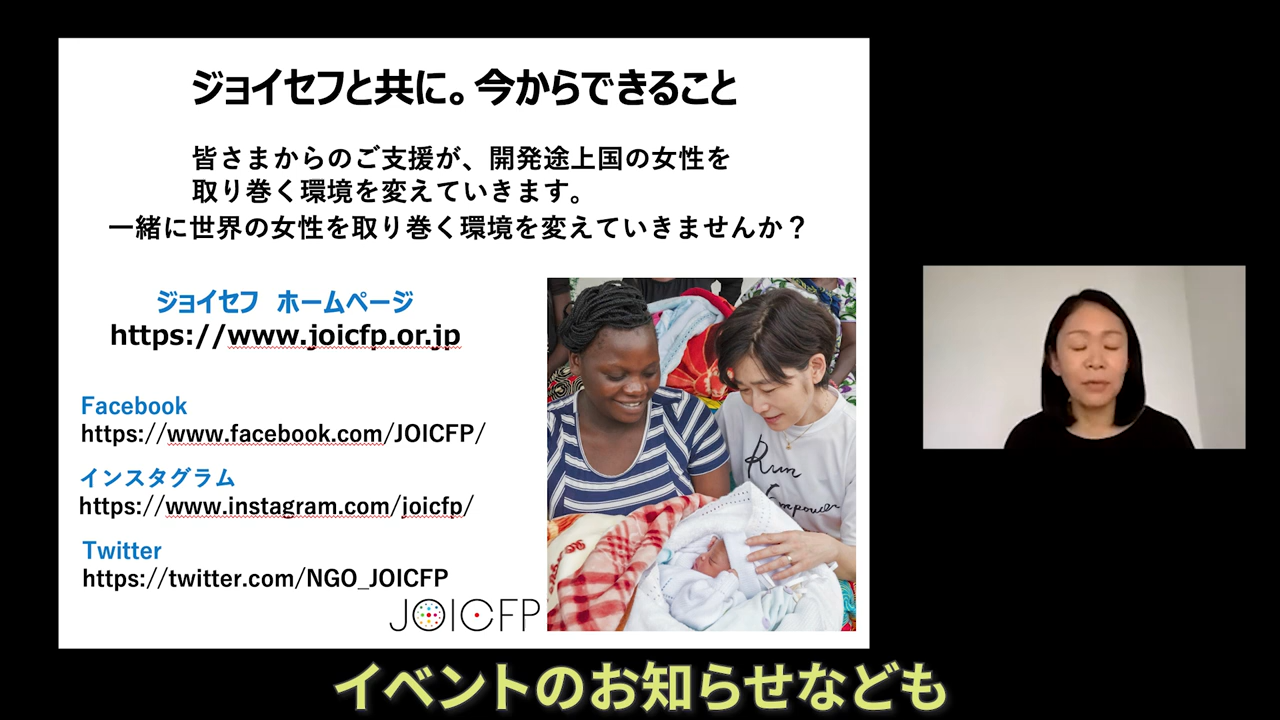 ジョイセフと共に。今からできること
皆さまからのご支援が、開発途上国の女性を
取り巻く環境を変えていきます。
一緒に世界の女性を取り巻く環境を変えていきませんか？
ジョイセフ ホームページ
https://www.joicfp.or.jp
Facebook
https://www.facebook.com/JOICFP/
インスタグラム
https://www.instagram.com/joicfp/
Twitter
https://twitter.com/NGO_JOICFP
JOICFP
Run
Empower
イベントのお知らせなども